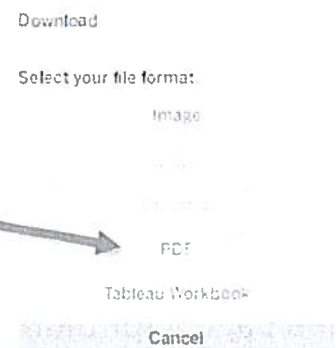 Download
Select your file format.
Image
PDF
Tableau Workbook
Cancel